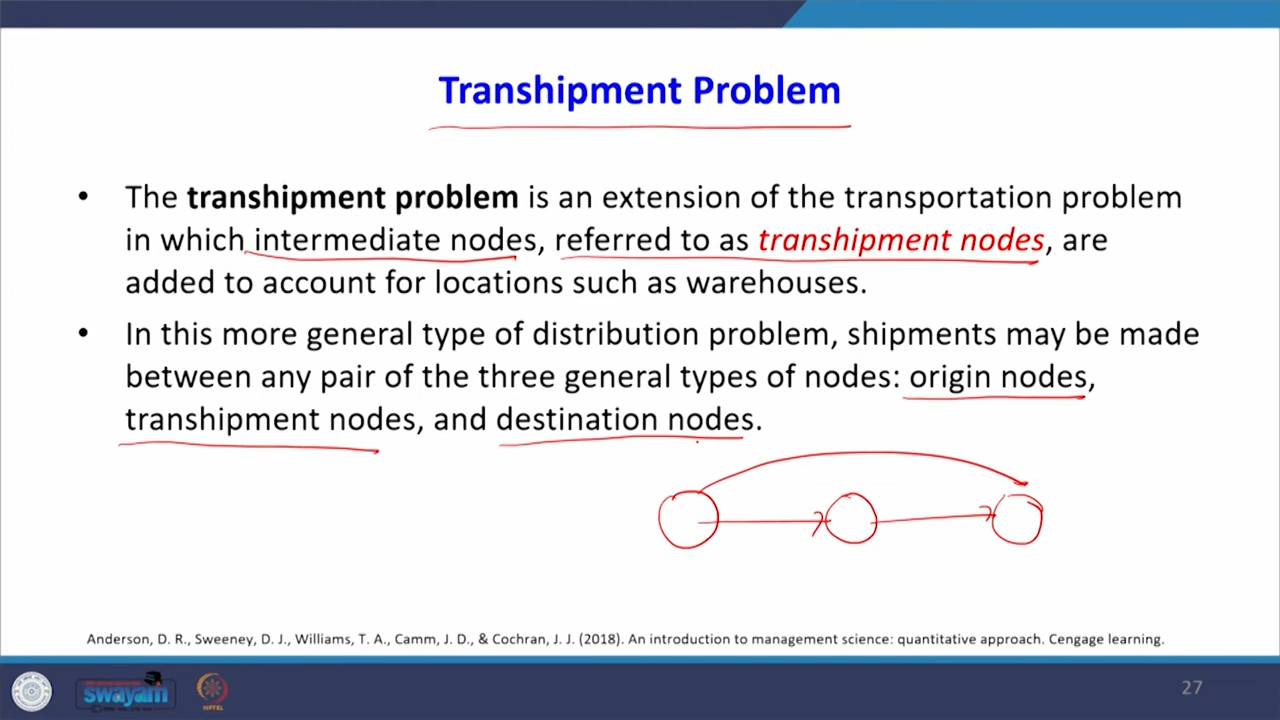 Transhipment Problem
• The transhipment problem is an extension of the transportation problem
in which intermediate nodes, referred to as transhipment nodes, are
added to account for locations such as warehouses.
• In this more general type of distribution problem, shipments may be made
between any pair of the three general types of nodes: origin nodes,
transhipment nodes, and destination nodes.
Anderson, D. R., Sweeney, D. J., Williams, T. A., Camm, J. D., & Cochran, J. J. (2018). An introduction to management science: quantitative approach. Cengage learning.
swayam
NPTEL
27